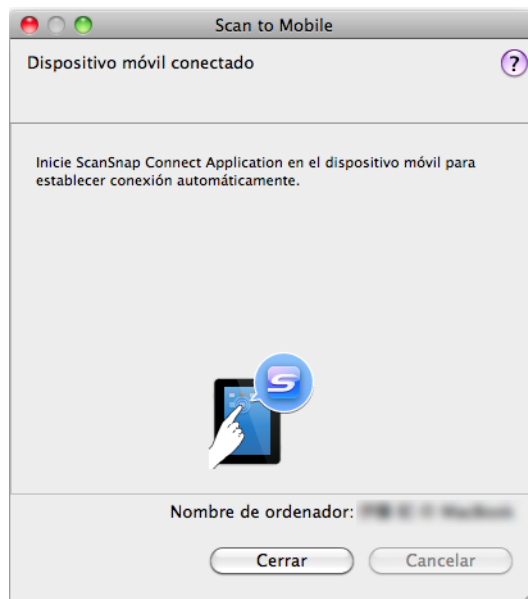 Scan to Mobile
Dispositivo móvil conectado
?
Inicie ScanSnap Connect Application en el dispositivo móvil para
establecer conexión automáticamente.
S
Nombre de ordenador:
Cerrar
Cancelar